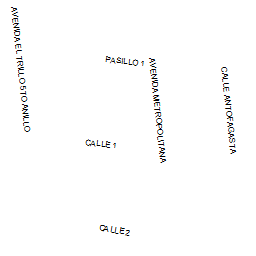 AVENIDA EL TRILLO 5TO ANILLO
PASILLO 1
AVENIDA METROPOLITANA
CALLE ANTOFAGASTA
CALLE 1
CALLE 2